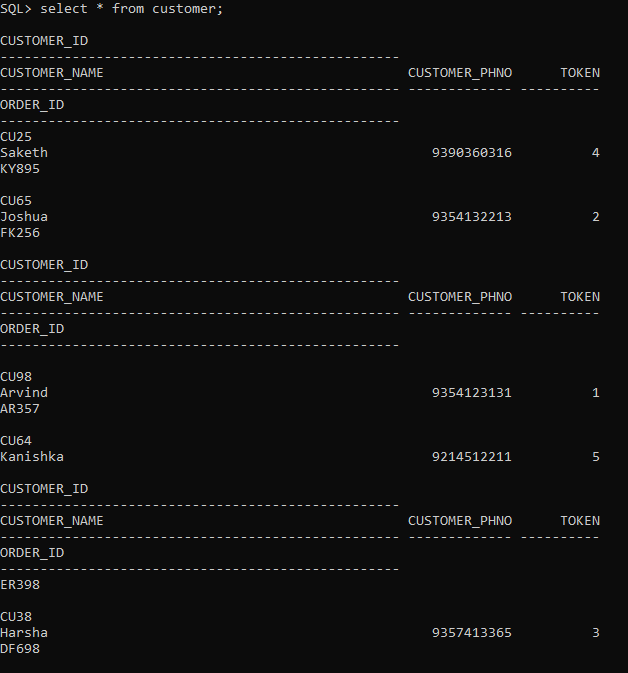 SQL> select * from customer;
CUSTOMER_ID
--------------------------------------------------
CUSTOMER_NAME                                      CUSTOMER_PHNO      TOKEN
-------------------------------------------------- ------------- ----------
ORDER_ID
--------------------------------------------------
CU25
Saketh                                                9390360316          4
KY895
CU65
Joshua                                                9354132213          2
FK256
CUSTOMER_ID
--------------------------------------------------
CUSTOMER_NAME                                      CUSTOMER_PHNO      TOKEN
-------------------------------------------------- ------------- ----------
ORDER_ID
--------------------------------------------------
CU98
Arvind                                                9354123131          1
AR357
CU64
Kanishka                                              9214512211          5
CUSTOMER_ID
--------------------------------------------------
CUSTOMER_NAME                                      CUSTOMER_PHNO      TOKEN
-------------------------------------------------- ------------- ----------
ORDER_ID
--------------------------------------------------
ER398
CU38
Harsha                                                9357413365          3
DF698